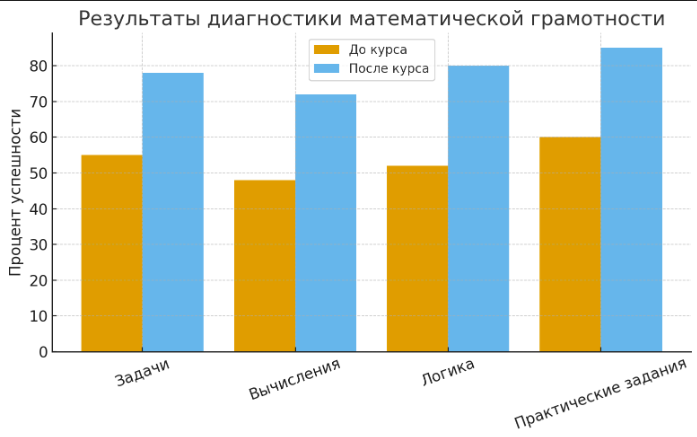 Результаты диагностики математической грамотности
До курса
После курса
Процент успешности
80
70
60
50
40
30
20
10
0
Задачи
Вычисления
Логика
Практические задания